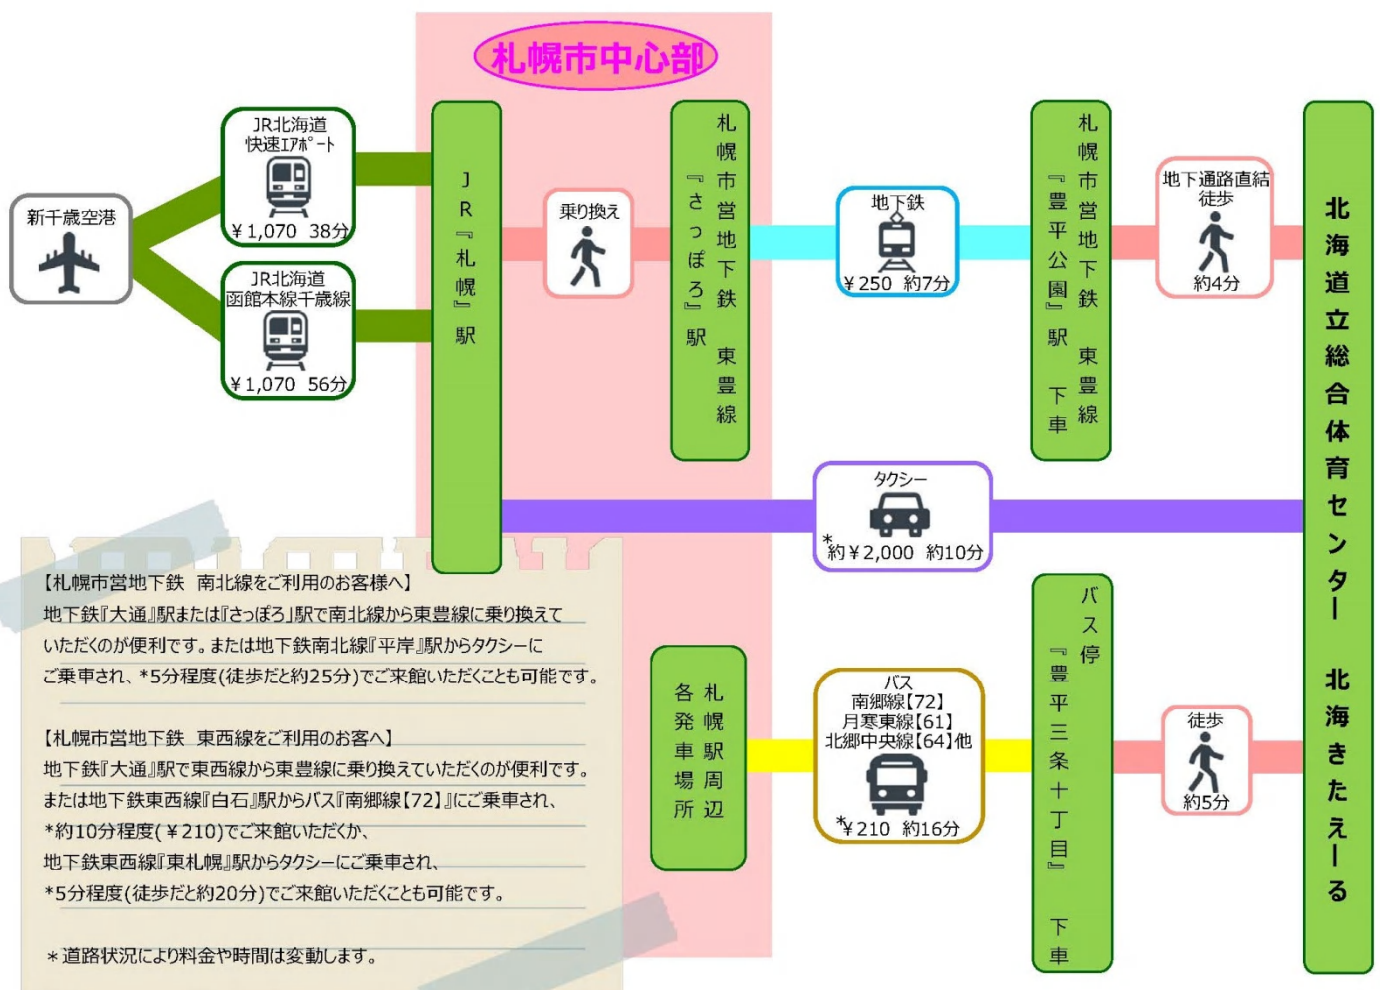 札幌市中心部
新千歳空港
JR北海道
快速ｴｱﾎﾟｰﾄ
¥1,070 38分
JR北海道
函館本線千歳線
¥1,070 56分
JR『札幌』駅
乗り換え
札幌市営地下鉄 東豊線
『さっぽろ』駅
地下鉄
¥250 約7分
札幌市営地下鉄 東豊線
『豊平公園』駅 下車
地下通路直結
徒歩
約4分
北海道立総合体育センター 北海きたえーる
タクシー
*約¥2,000 約10分
札幌駅周辺
各発車場所
バス
南郷線【72】
月寒東線【61】
北郷中央線【64】他
*¥210 約16分
バス停
『豊平三条十丁目』 下車
徒歩
約5分
【札幌市営地下鉄 南北線をご利用のお客様へ】
地下鉄『大通』駅または『さっぽろ」駅で南北線から東豊線に乗り換えて
いただくのが便利です。または地下鉄南北線『平岸』駅からタクシーに
ご乗車され、*5分程度(徒歩だと約25分)でご来館いただくことも可能です。
【札幌市営地下鉄 東西線をご利用のお客へ】
地下鉄『大通』駅で東西線から東豊線に乗り換えていただくのが便利です。
または地下鉄東西線『白石』駅からバス『南郷線【72】』にご乗車され、
*約10分程度(¥210)でご来館いただくか、
地下鉄東西線『東札幌』駅からタクシーにご乗車され、
*5分程度(徒歩だと約20分)でご来館いただくことも可能です。
*道路状況により料金や時間は変動します。